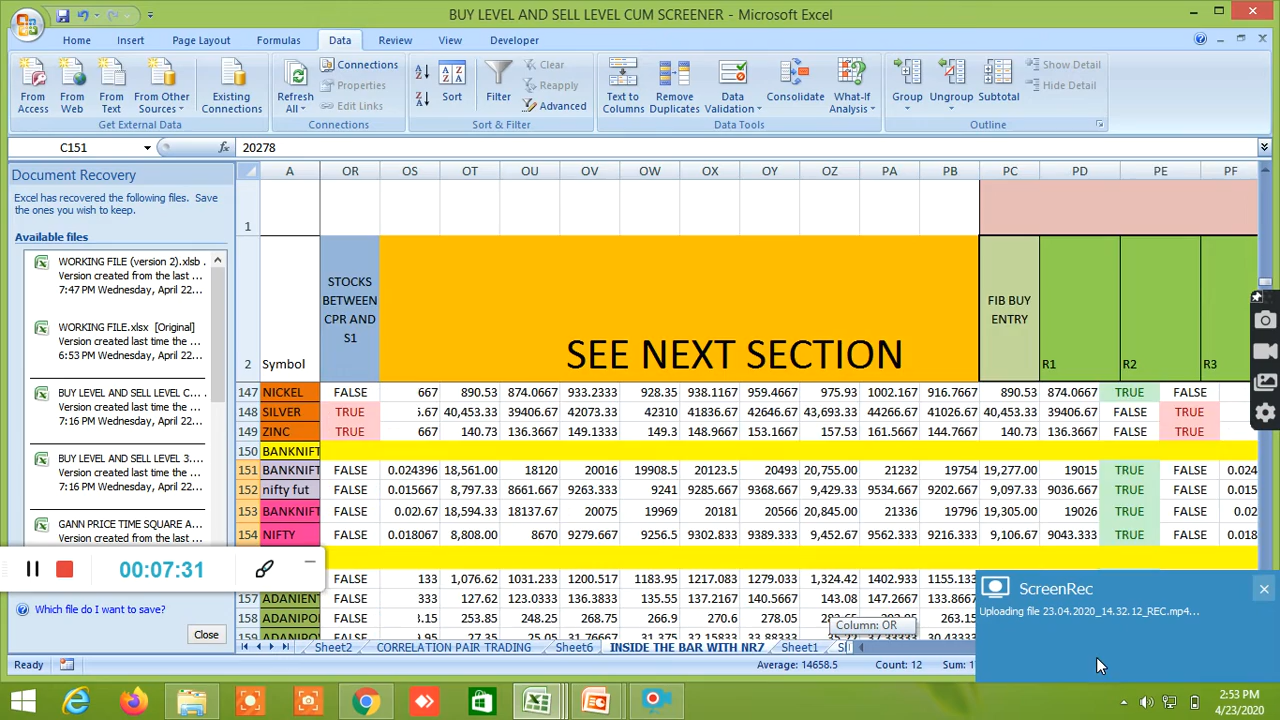 BUY LEVEL AND SELL LEVEL CUM SCREENER - Microsoft Excel
Home Insert Page Layout Formulas Data Review View Developer
From Access From Web From Text From Other Sources Existing Connections Refresh All Connections Properties Edit Links Sort Filter Clear Reapply Advanced Text to Columns Remove Duplicates Data Validation Consolidate What-If Analysis Group Ungroup Subtotal Show Detail Hide Detail
Get External Data Connections Sort & Filter Data Tools Outline
C151 fx 20278
Document Recovery
Excel has recovered the following files. Save
the ones you wish to keep.
Available files
WORKING FILE (version 2).xlsb ...
Version created from the last ...
7:47 PM Wednesday, April 22...
WORKING FILE.xlsx [Original]
Version created from the last ...
6:53 PM Wednesday, April 22...
BUY LEVEL AND SELL LEVEL C...
Version created last time the ...
7:16 PM Wednesday, April 22...
BUY LEVEL AND SELL LEVEL 3....
Version created last time the ...
7:16 PM Wednesday, April 22...
GANN PRICE TIME SQUARE A...
Version created from the last ...
00:07:31
Which file do I want to save?
Close
A OR OS OT OU OV OW OX OY OZ PA PB PC PD PE PF
1
2 Symbol
STOCKS
BETWEEN
CPR AND
S1
SEE NEXT SECTION
FIB BUY
ENTRY
R1 R2 R3
147 NICKEL FALSE 667 890.53 874.0667 933.2333 928.35 938.1167 959.4667 1002.167 916.7667 890.53 874.0667 TRUE FALSE
148 SILVER TRUE 40,453.33 39406.67 42073.33 42310 41836.67 42646.67 43,693.33 44266.67 41026.67 40,453.33 39406.67 FALSE TRUE
149 ZINC TRUE 667 140.73 136.3667 149.1333 149.3 148.9667 153.1667 157.53 161.5667 144.7667 140.73 136.3667 FALSE TRUE
150 BANKNIFT
151 BANKNIFT FALSE 0.024396 18,561.00 18120 20016 19908.5 20123.5 20493 20,755.00 21232 19754 19,277.00 19015 TRUE FALSE 0.024
152 nifty fut FALSE 0.015667 8,797.33 8661.667 9263.333 9241 9285.667 9368.667 9,429.33 9534.667 9202.667 9,097.33 9036.667 TRUE FALSE 0.015
153 BANKNIFT FALSE 18,594.33 18137.67 20075 19969 20181 20566 20,845.00 21336 19796 19,305.00 19026 TRUE FALSE 0.02
154 NIFTY FALSE 0.018067 8,808.00 8670 9279.667 9256.5 9302.833 9389.333 9,452.67 9562.333 9216.333 9,106.67 9043.333 TRUE FALSE 0.018
FALSE 133 1,076.62 1031.233 1200.517 1183.95 1217.083 1279.033 1,324.42 1402.933 1155.133
157 ADANIENT FALSE 127.62 123.0333 136.3833 135.55 137.2167 140.5667 143.08 147.2667 133.8667
158 ADANIPO FALSE 253.85 248.25 268.75 266.9 270.6 278.05
159 ADANIPO
Column: OR
ScreenRec
Uploading file 23.04.2020_14.32.12_REC.mp4...
Sheet2 CORRELATION PAIR TRADING Sheet6 INSIDE THE BAR WITH NR7 Sheet1
Ready Average: 14658.5 Count: 12
2:53 PM
4/23/2020